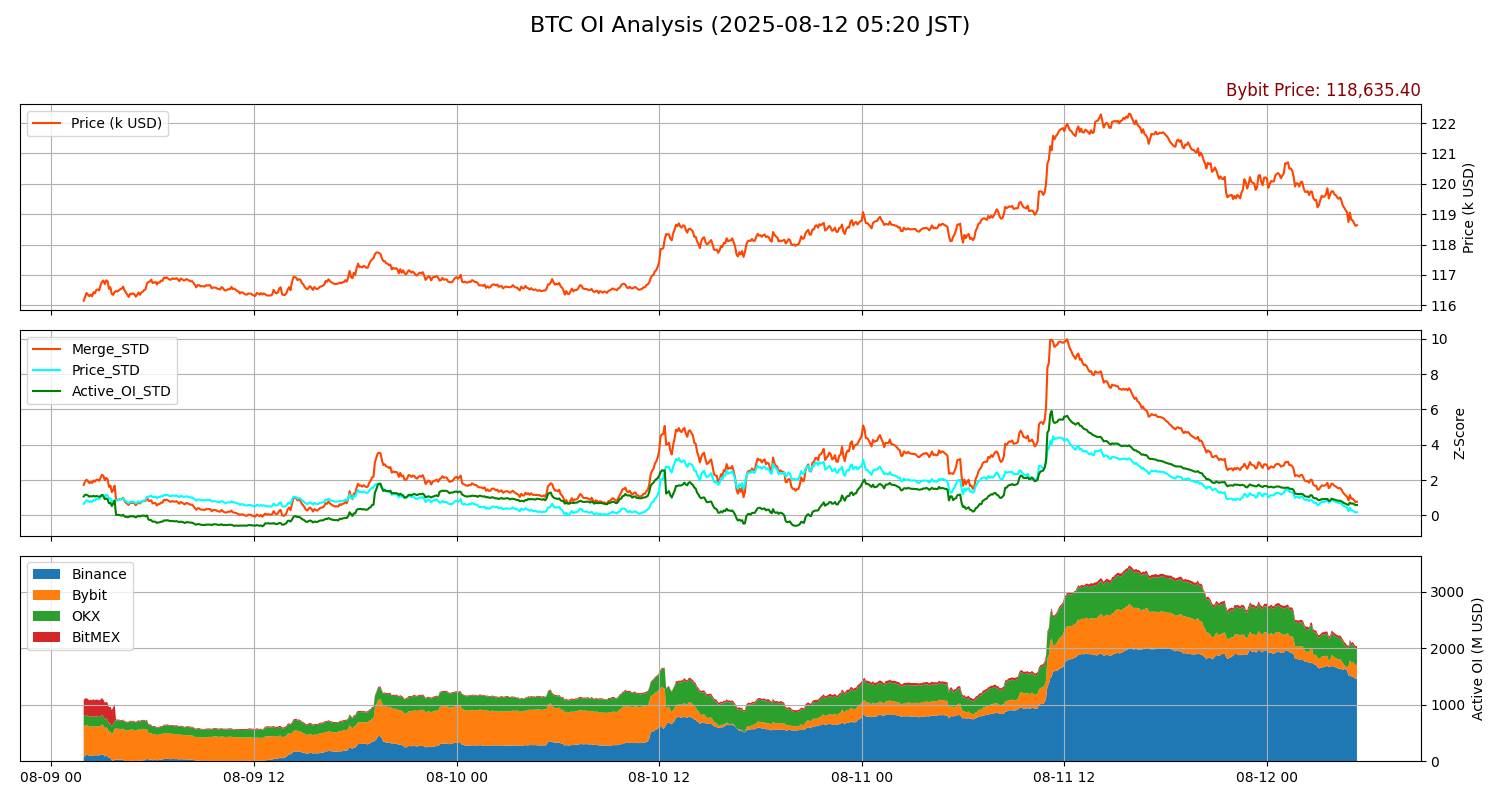 BTC OI Analysis (2025-08-12 05:20 JST)
Bybit Price: 118,635.40
Price (k USD)
122
121
120
119
118
117
116
Price (k USD)
Merge_STD
Price_STD
Active_OI_STD
10
8
6
4
2
0
Z-Score
Binance
Bybit
OKX
BitMEX
3000
2000
1000
0
Active OI (M USD)
08-09 00
08-09 12
08-10 00
08-10 12
08-11 00
08-11 12
08-12 00